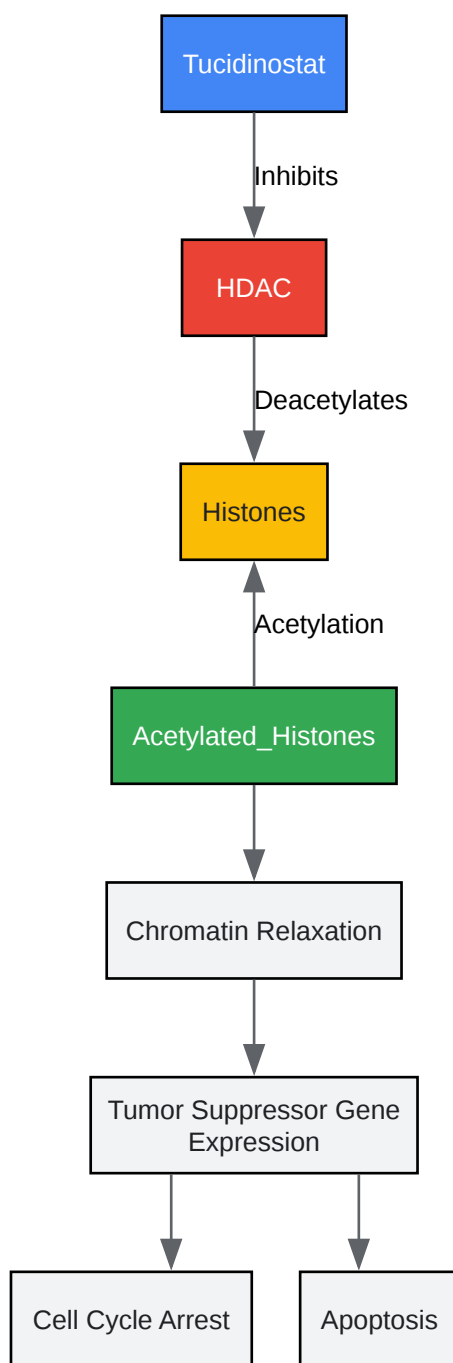 Tucidinostat
Inhibits
HDAC
Deacetylates
Histones
Acetylation
Acetylated_Histones
Chromatin Relaxation
Tumor Suppressor Gene
Expression
Cell Cycle Arrest
Apoptosis